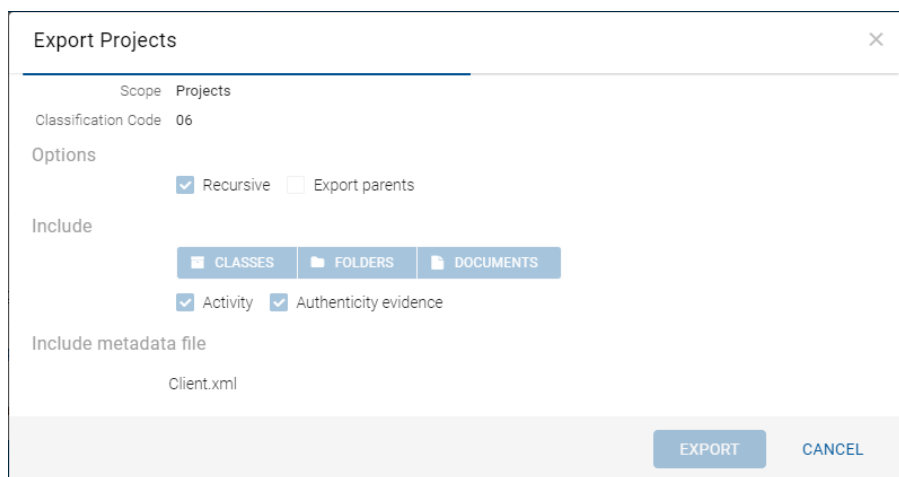 Export Projects
Scope Projects
Classification Code 06
Options
Recursive Export parents
Include
CLASSES FOLDERS DOCUMENTS
Activity Authenticity evidence
Include metadata file
Client.xml
EXPORT CANCEL